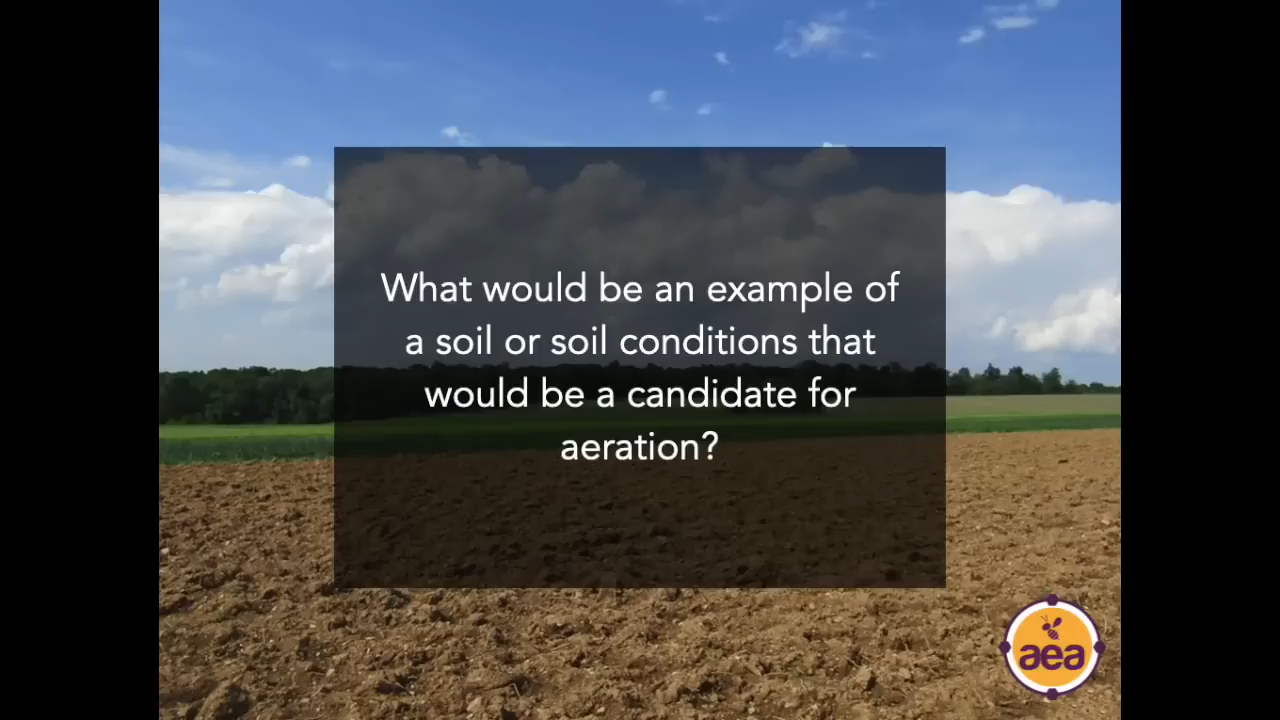 What would be an example of
a soil or soil conditions that
would be a candidate for
aeration?
aea